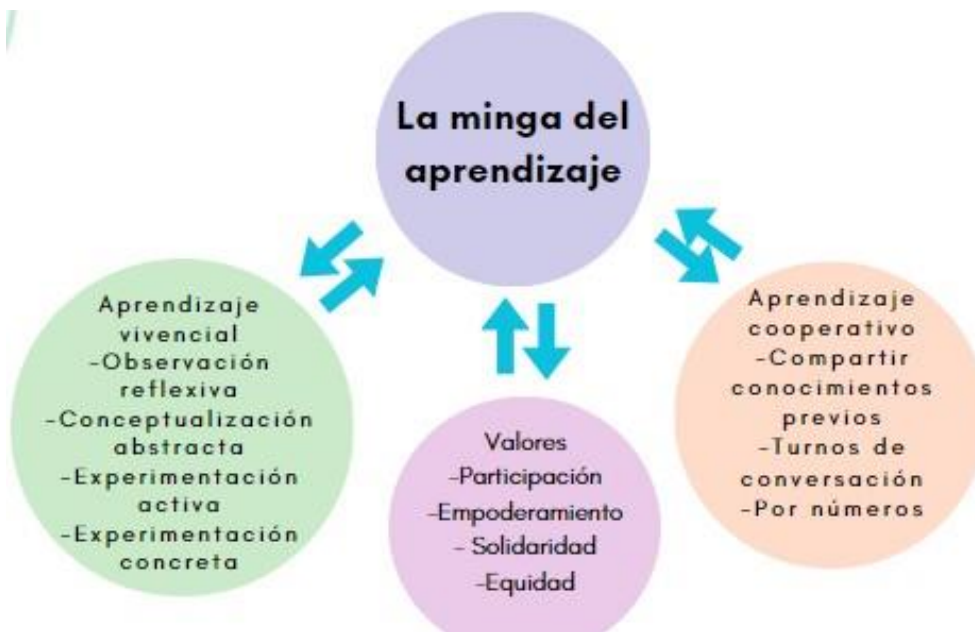 La minga del
aprendizaje
Aprendizaje
vivencial
-Observación
reflexiva
-Conceptualización
abstracta
-Experimentación
activa
-Experimentación
concreta
Valores
-Participación
-Empoderamiento
- Solidaridad
-Equidad
Aprendizaje
cooperativo
-Compartir
conocimientos
previos
-Turnos de
conversación
-Por números